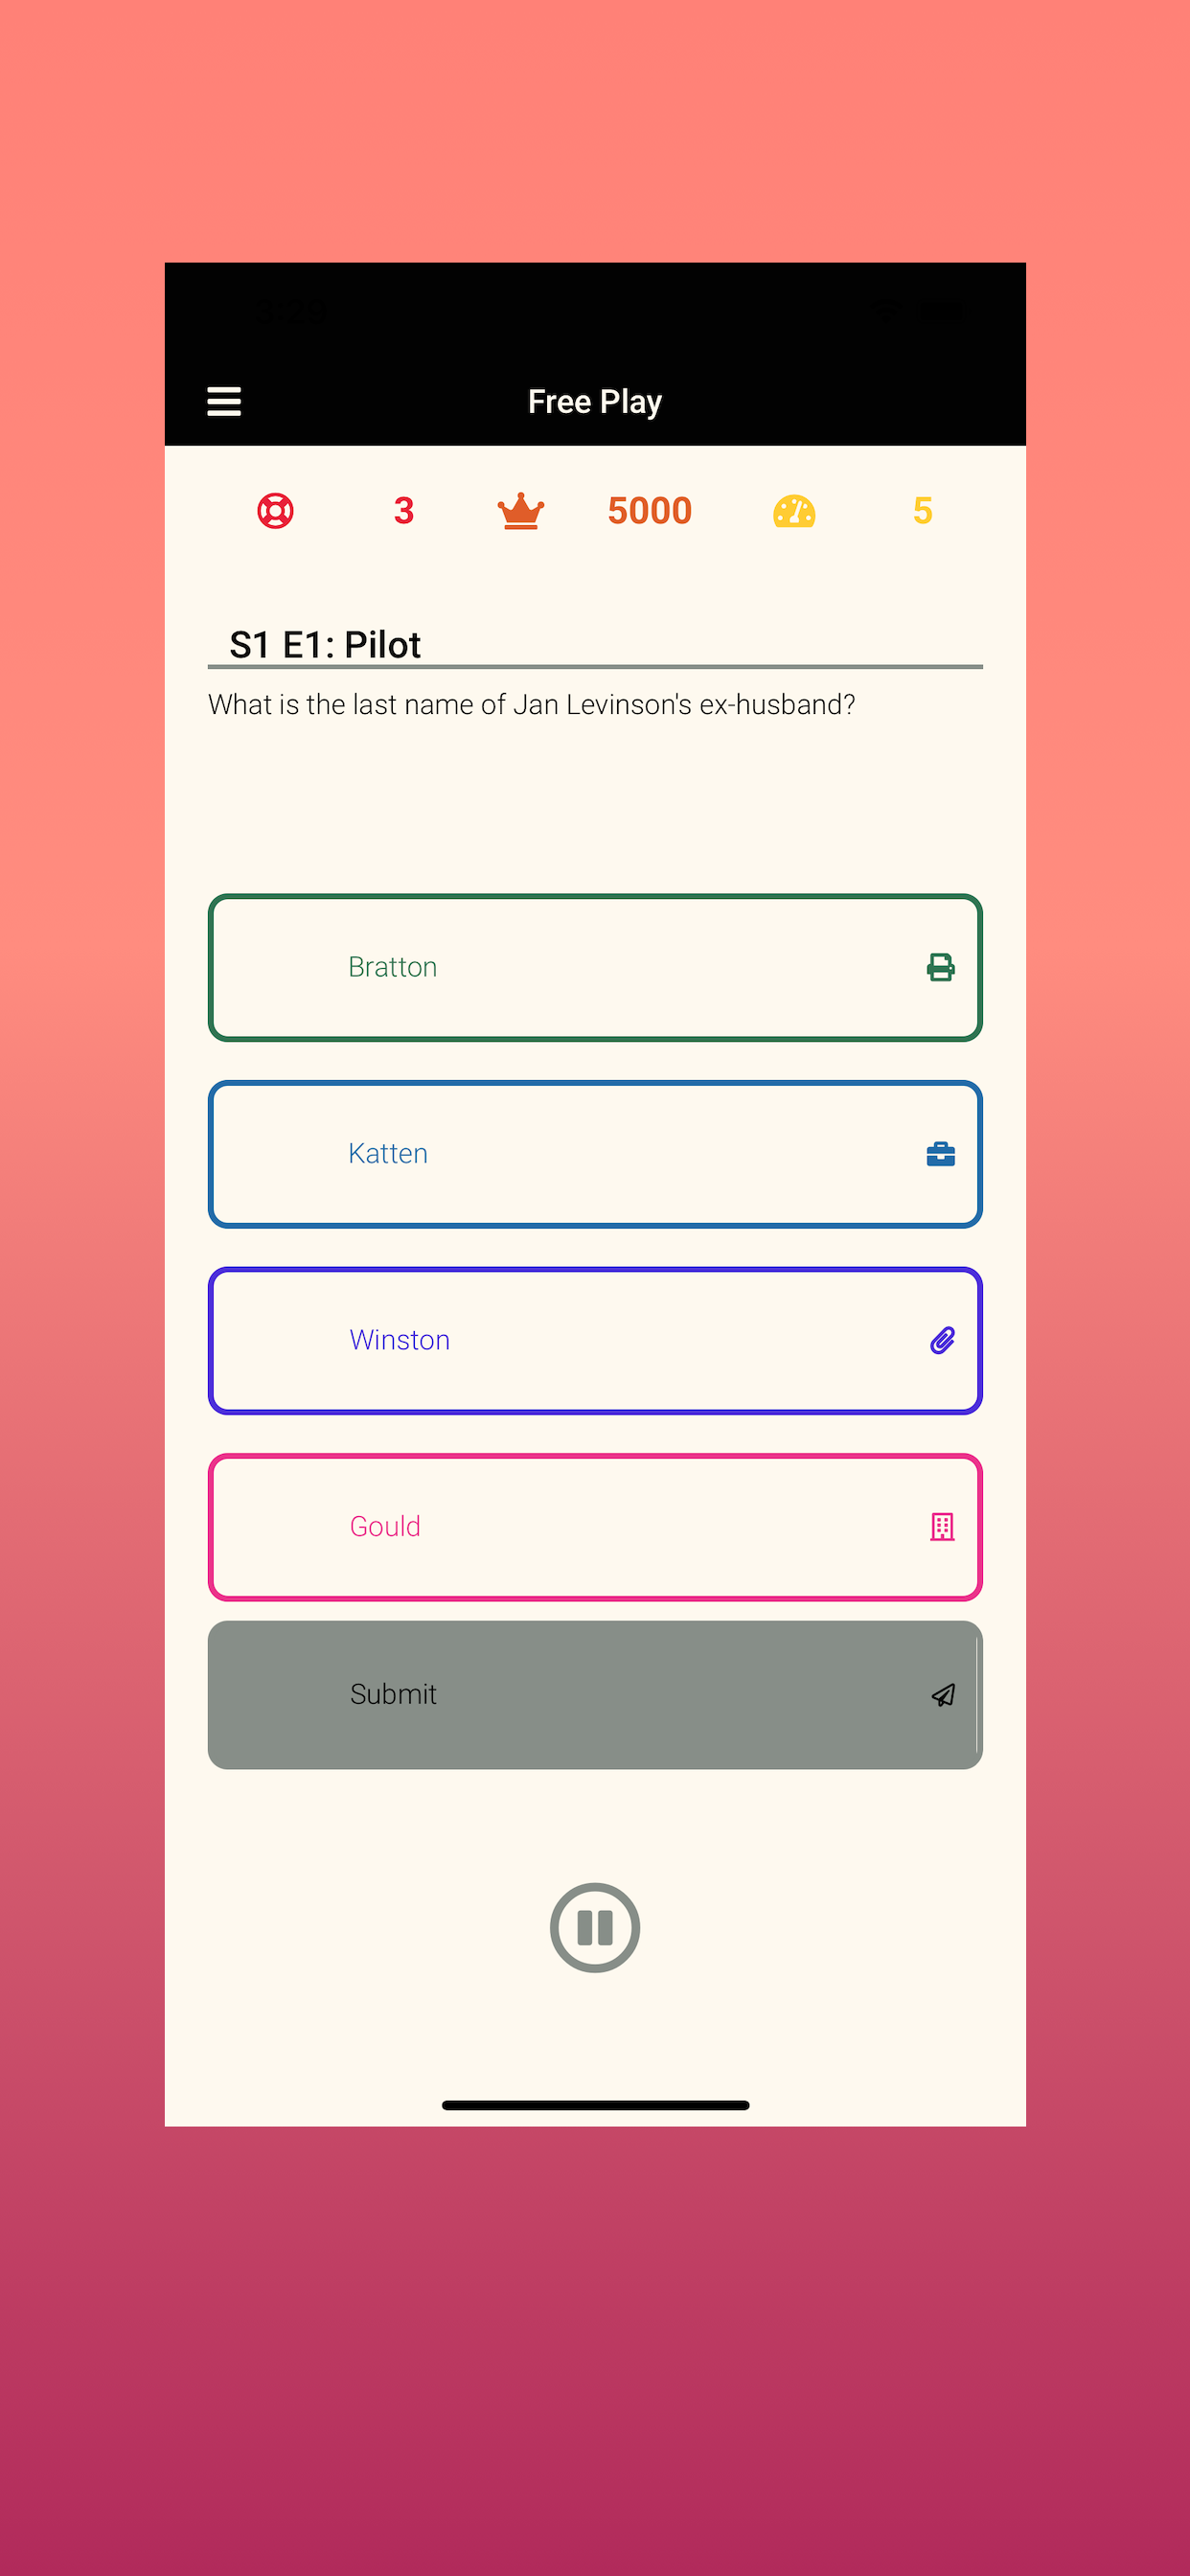 Free Play
3 5000 5
S1 E1: Pilot
What is the last name of Jan Levinson's ex-husband?
Bratton
Katten
Winston
Gould
Submit